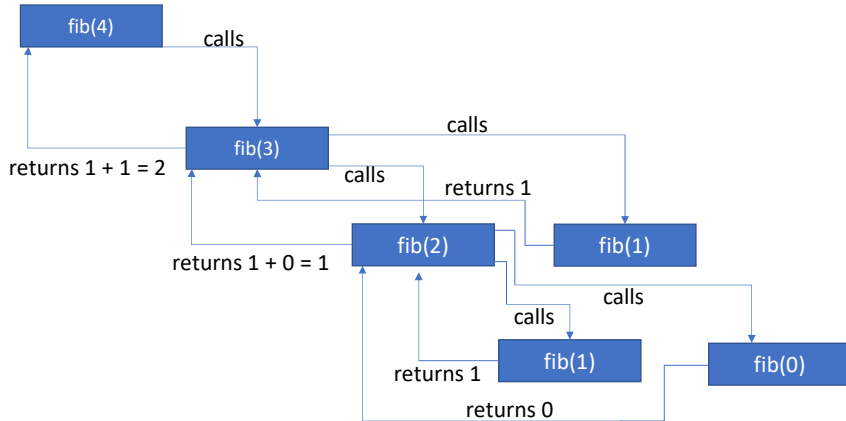 fib(4)
calls
fib(3)
calls
returns 1 + 1 = 2
calls
returns 1
fib(2)
fib(1)
returns 1 + 0 = 1
calls
calls
fib(1)
fib(0)
returns 1
returns 0